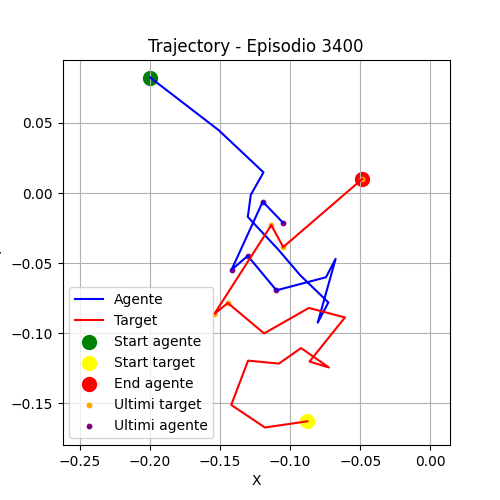 Trajectory - Episodio 3400
0.05
0.00
−0.05
−0.10
−0.15
Agente
Target
Start agente
Start target
End agente
Ultimi target
Ultimi agente
−0.25
−0.20
−0.15
−0.10
−0.05
0.00
X